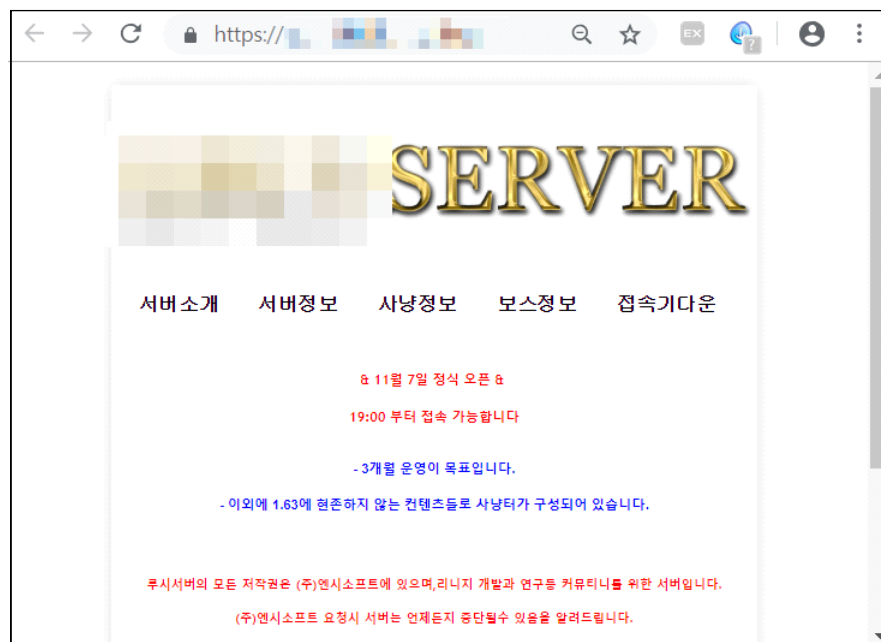 https://
EX
?
SERVER
서버소개 서버정보 사냥정보 보스정보 접속기다운
& 11월 7일 정식 오픈 &
19:00 부터 접속 가능합니다
- 3개월 운영이 목표입니다.
- 이외에 1.63에 현존하지 않는 컨텐츠들로 사냥터가 구성되어 있습니다.
루시서버의 모든 저작권은 (주)엔시소프트에 있으며,리니지 개발과 연구등 커뮤티니를 위한 서버입니다.
(주)엔시소프트 요청시 서버는 언제든지 중단될수 있음을 알려드립니다.